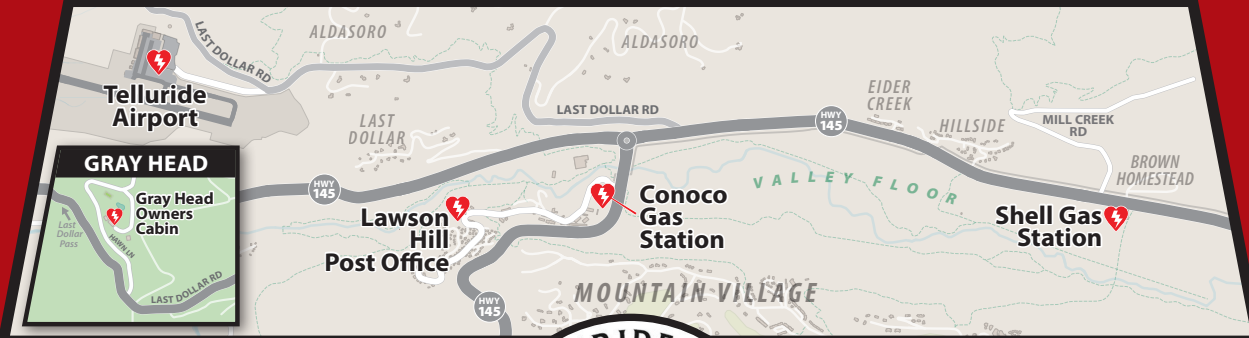 ALDASORO
LAST DOLLAR RD
ALDASORO
Telluride
Airport
EIDER
CREEK
LAST DOLLAR RD
HWY
145
LAST
DOLLAR
HILLSIDE
MILL CREEK
RD
BROWN
HOMESTEAD
GRAY HEAD
HWY
145
VALLEY FLOOR
Gray Head
Owners
Cabin
Last
Dollar
Pass
HAWN LN
LAST DOLLAR RD
Lawson
Hill
Post Office
Conoco
Gas
Station
Shell Gas
Station
HWY
145
MOUNTAIN VILLAGE